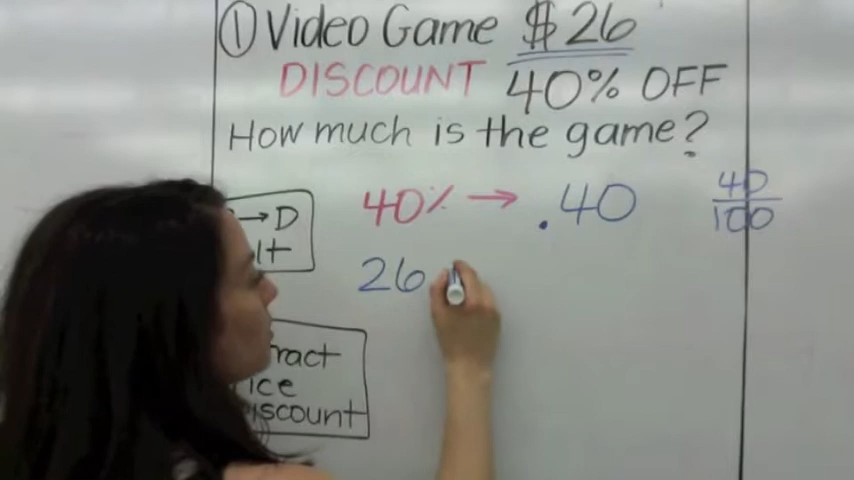 ① Video Game $26
DISCOUNT 40% OFF
How much is the game?
40% → .40
40
100
→D
26